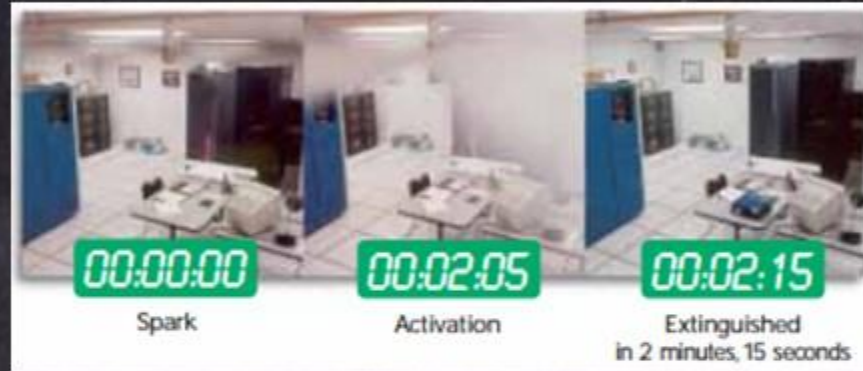 00:00:00
00:02:05
00:02:15
Spark
Activation
Extinguished
in 2 minutes, 15 seconds